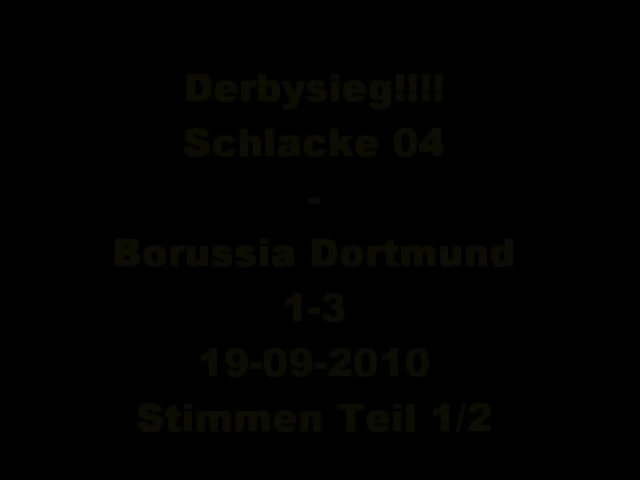 Derbysieg!!!!
Schlacke 04
-
Borussia Dortmund
1-3
19-09-2010
Stimmen Teil 1/2